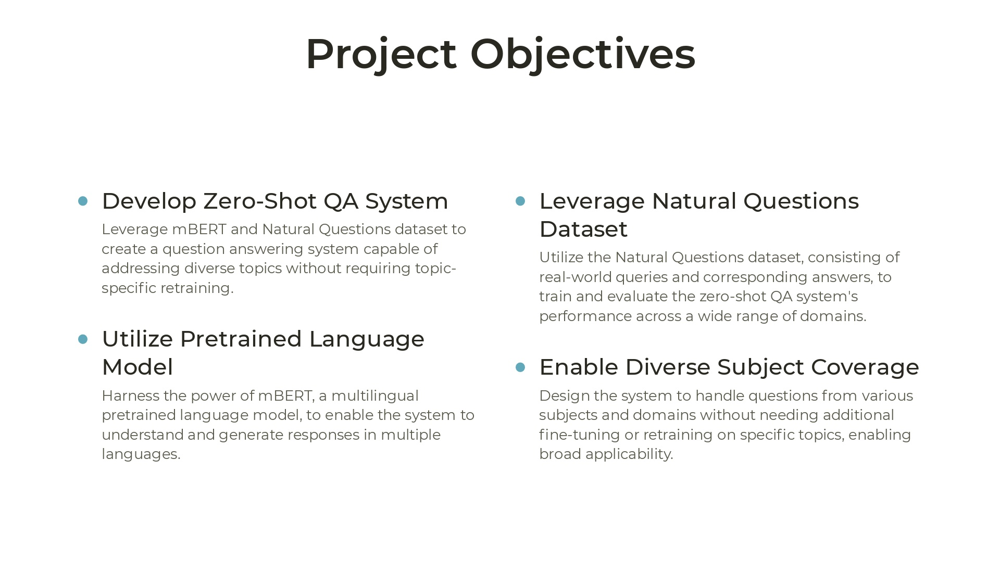 Project Objectives
Develop Zero-Shot QA System
Leverage mBERT and Natural Questions dataset to
create a question answering system capable of
addressing diverse topics without requiring topic-
specific retraining.
Utilize Pretrained Language
Model
Harness the power of mBERT, a multilingual
pretrained language model, to enable the system to
understand and generate responses in multiple
languages.
Leverage Natural Questions
Dataset
Utilize the Natural Questions dataset, consisting of
real-world queries and corresponding answers, to
train and evaluate the zero-shot QA system's
performance across a wide range of domains.
Enable Diverse Subject Coverage
Design the system to handle questions from various
subjects and domains without needing additional
fine-tuning or retraining on specific topics, enabling
broad applicability.